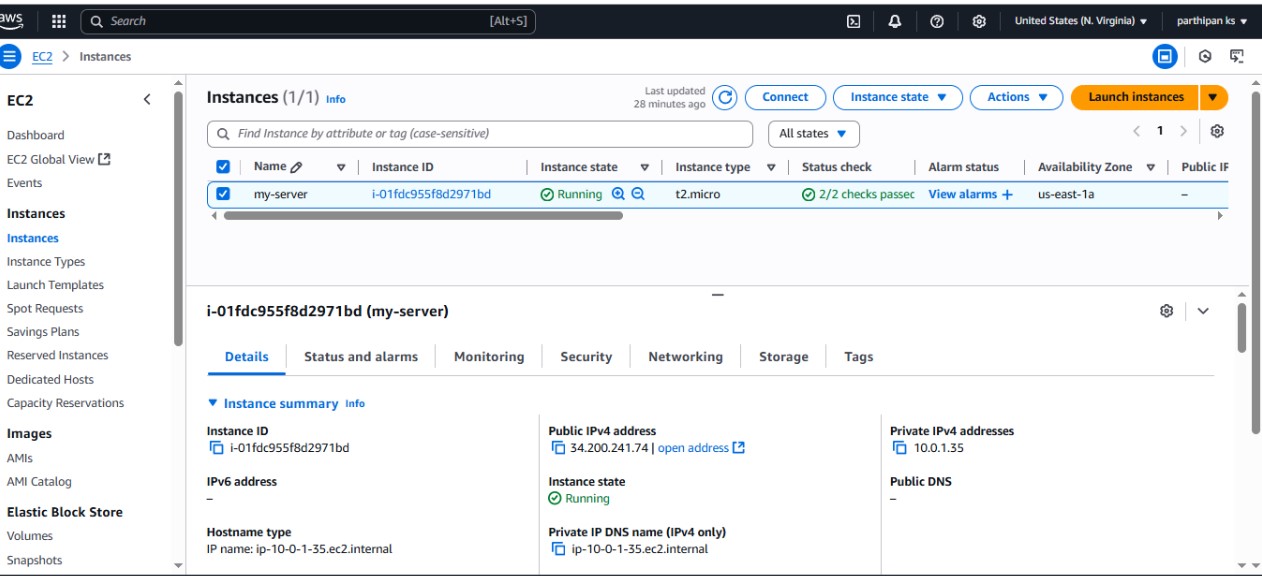 aws
Search [Alt+S] United States (N. Virginia) parthipan ks
EC2 Instances
EC2
Dashboard
EC2 Global View
Events
Instances
Instances
Instance Types
Launch Templates
Spot Requests
Savings Plans
Reserved Instances
Dedicated Hosts
Capacity Reservations
Images
AMIs
AMI Catalog
Elastic Block Store
Volumes
Snapshots
Instances (1/1) Info
Last updated
28 minutes ago
Connect Instance state Actions Launch instances
Find Instance by attribute or tag (case-sensitive) All states 1
Name Instance ID Instance state Instance type Status check Alarm status Availability Zone Public IP
my-server i-01fdc955f8d2971bd Running t2.micro 2/2 checks passed View alarms + us-east-1a –
i-01fdc955f8d2971bd (my-server)
Details Status and alarms Monitoring Security Networking Storage Tags
Instance summary Info
Instance ID
i-01fdc955f8d2971bd
IPv6 address
–
Hostname type
IP name: ip-10-0-1-35.ec2.internal
Public IPv4 address
34.200.241.74 | open address
Instance state
Running
Private IP DNS name (IPv4 only)
ip-10-0-1-35.ec2.internal
Private IPv4 addresses
10.0.1.35
Public DNS
–